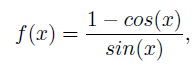 f(x) = \frac{1 - cos(x)}{sin(x)},